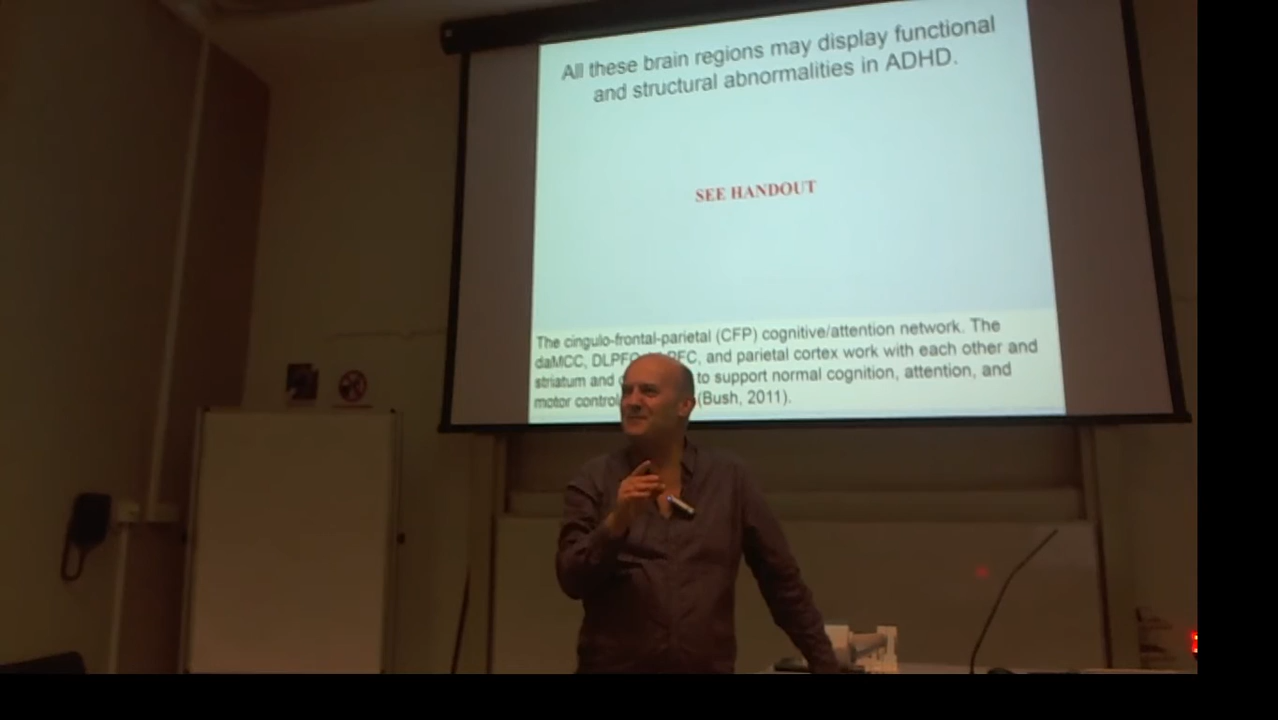 All these brain regions may display functional
and structural abnormalities in ADHD.
SEE HANDOUT
The cingulo-frontal-parietal (CFP) cognitive/attention network. The
daMCC, DLPFC, and parietal cortex work with each other and
striatum and to support normal cognition, attention, and
motor control (Bush, 2011).